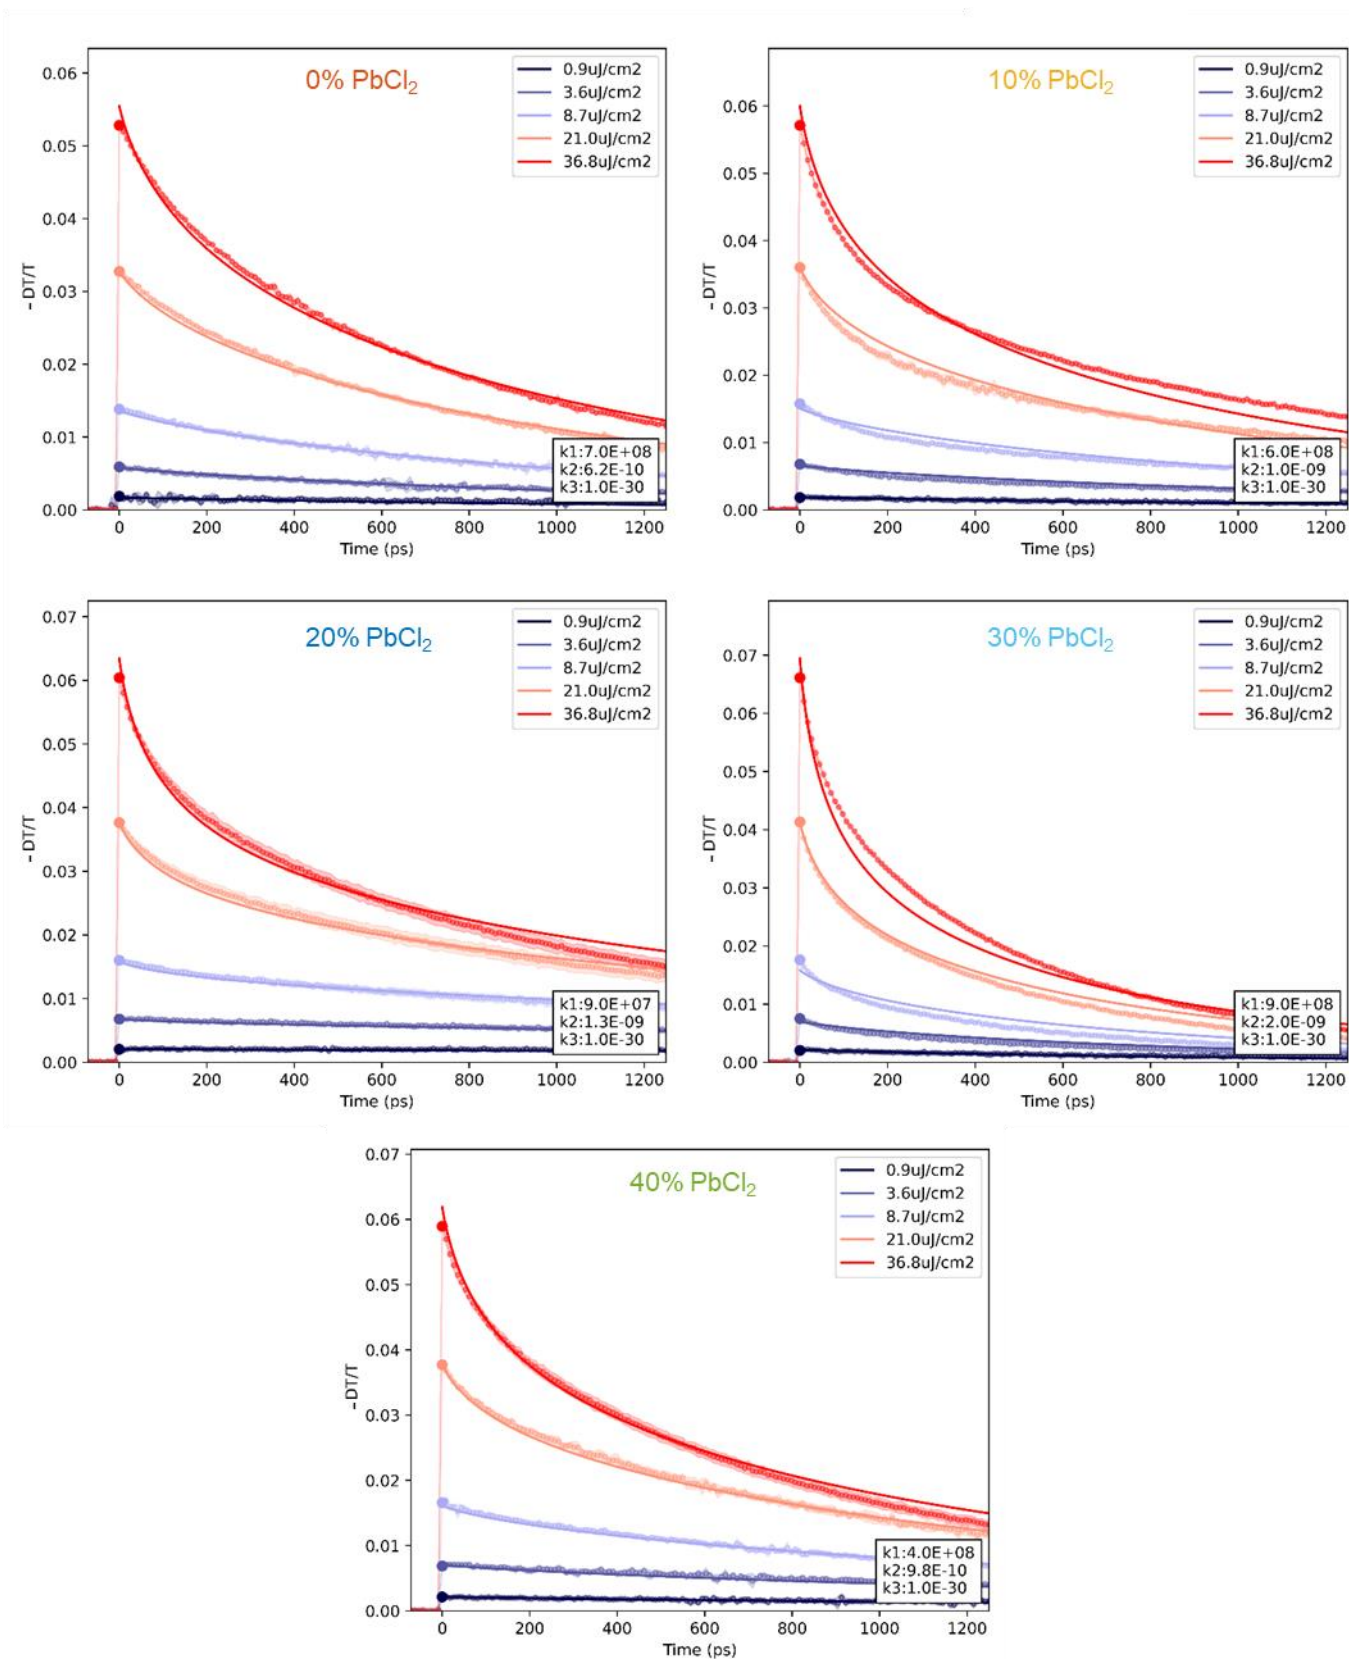 0% PbCl2
0.9uJ/cm2
3.6uJ/cm2
8.7uJ/cm2
21.0uJ/cm2
36.8uJ/cm2
0.06
0.05
0.04
0.03
0.02
0.01
0.00
-DT/T
k1:7.0E+08
k2:6.2E-10
k3:1.0E-30
0 200 400 600 800 1000 1200
Time (ps)
10% PbCl2
0.9uJ/cm2
3.6uJ/cm2
8.7uJ/cm2
21.0uJ/cm2
36.8uJ/cm2
0.06
0.05
0.04
0.03
0.02
0.01
0.00
-DT/T
k1:6.0E+08
k2:1.0E-09
k3:1.0E-30
0 200 400 600 800 1000 1200
Time (ps)
20% PbCl2
0.9uJ/cm2
3.6uJ/cm2
8.7uJ/cm2
21.0uJ/cm2
36.8uJ/cm2
0.07
0.06
0.05
0.04
0.03
0.02
0.01
0.00
-DT/T
k1:9.0E+07
k2:1.3E-09
k3:1.0E-30
0 200 400 600 800 1000 1200
Time (ps)
30% PbCl2
0.9uJ/cm2
3.6uJ/cm2
8.7uJ/cm2
21.0uJ/cm2
36.8uJ/cm2
0.07
0.06
0.05
0.04
0.03
0.02
0.01
0.00
-DT/T
k1:9.0E+08
k2:2.0E-09
k3:1.0E-30
0 200 400 600 800 1000 1200
Time (ps)
40% PbCl2
0.9uJ/cm2
3.6uJ/cm2
8.7uJ/cm2
21.0uJ/cm2
36.8uJ/cm2
0.07
0.06
0.05
0.04
0.03
0.02
0.01
0.00
-DT/T
k1:4.0E+08
k2:9.8E-10
k3:1.0E-30
0 200 400 600 800 1000 1200
Time (ps)